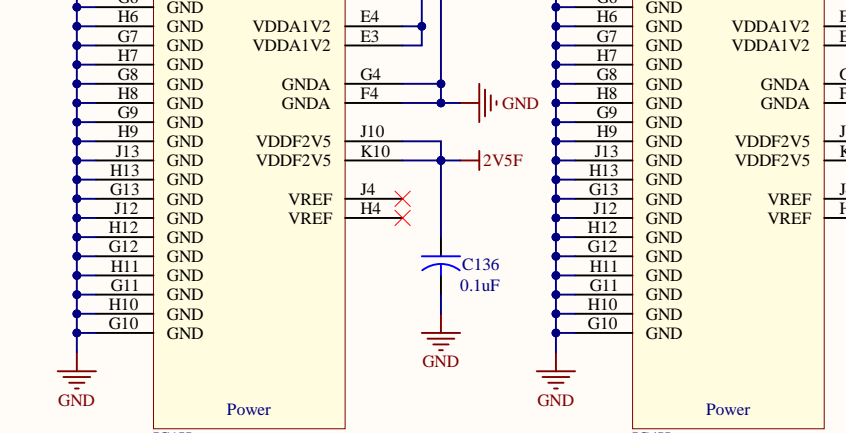 GND
H6 GND VDDA1V2 E4
G7 GND VDDA1V2 E3
H7 GND
G8 GND GNDA G4
H8 GND GNDA F4 GND
G9 GND
H9 GND VDDF2V5 J10
J13 GND VDDF2V5 K10 2V5F
H13 GND
G13 GND VREF J4
J12 GND VREF H4
H12 GND
G12 GND
H11 GND
G11 GND
H10 GND
G10 GND
C136
0.1uF
GND
GND
Power
GND
H6 GND VDDA1V2
G7 GND VDDA1V2
H7 GND
G8 GND GNDA
H8 GND GNDA
G9 GND
H9 GND VDDF2V5
J13 GND VDDF2V5
H13 GND
G13 GND VREF
J12 GND VREF
H12 GND
G12 GND
H11 GND
G11 GND
H10 GND
G10 GND
GND
Power